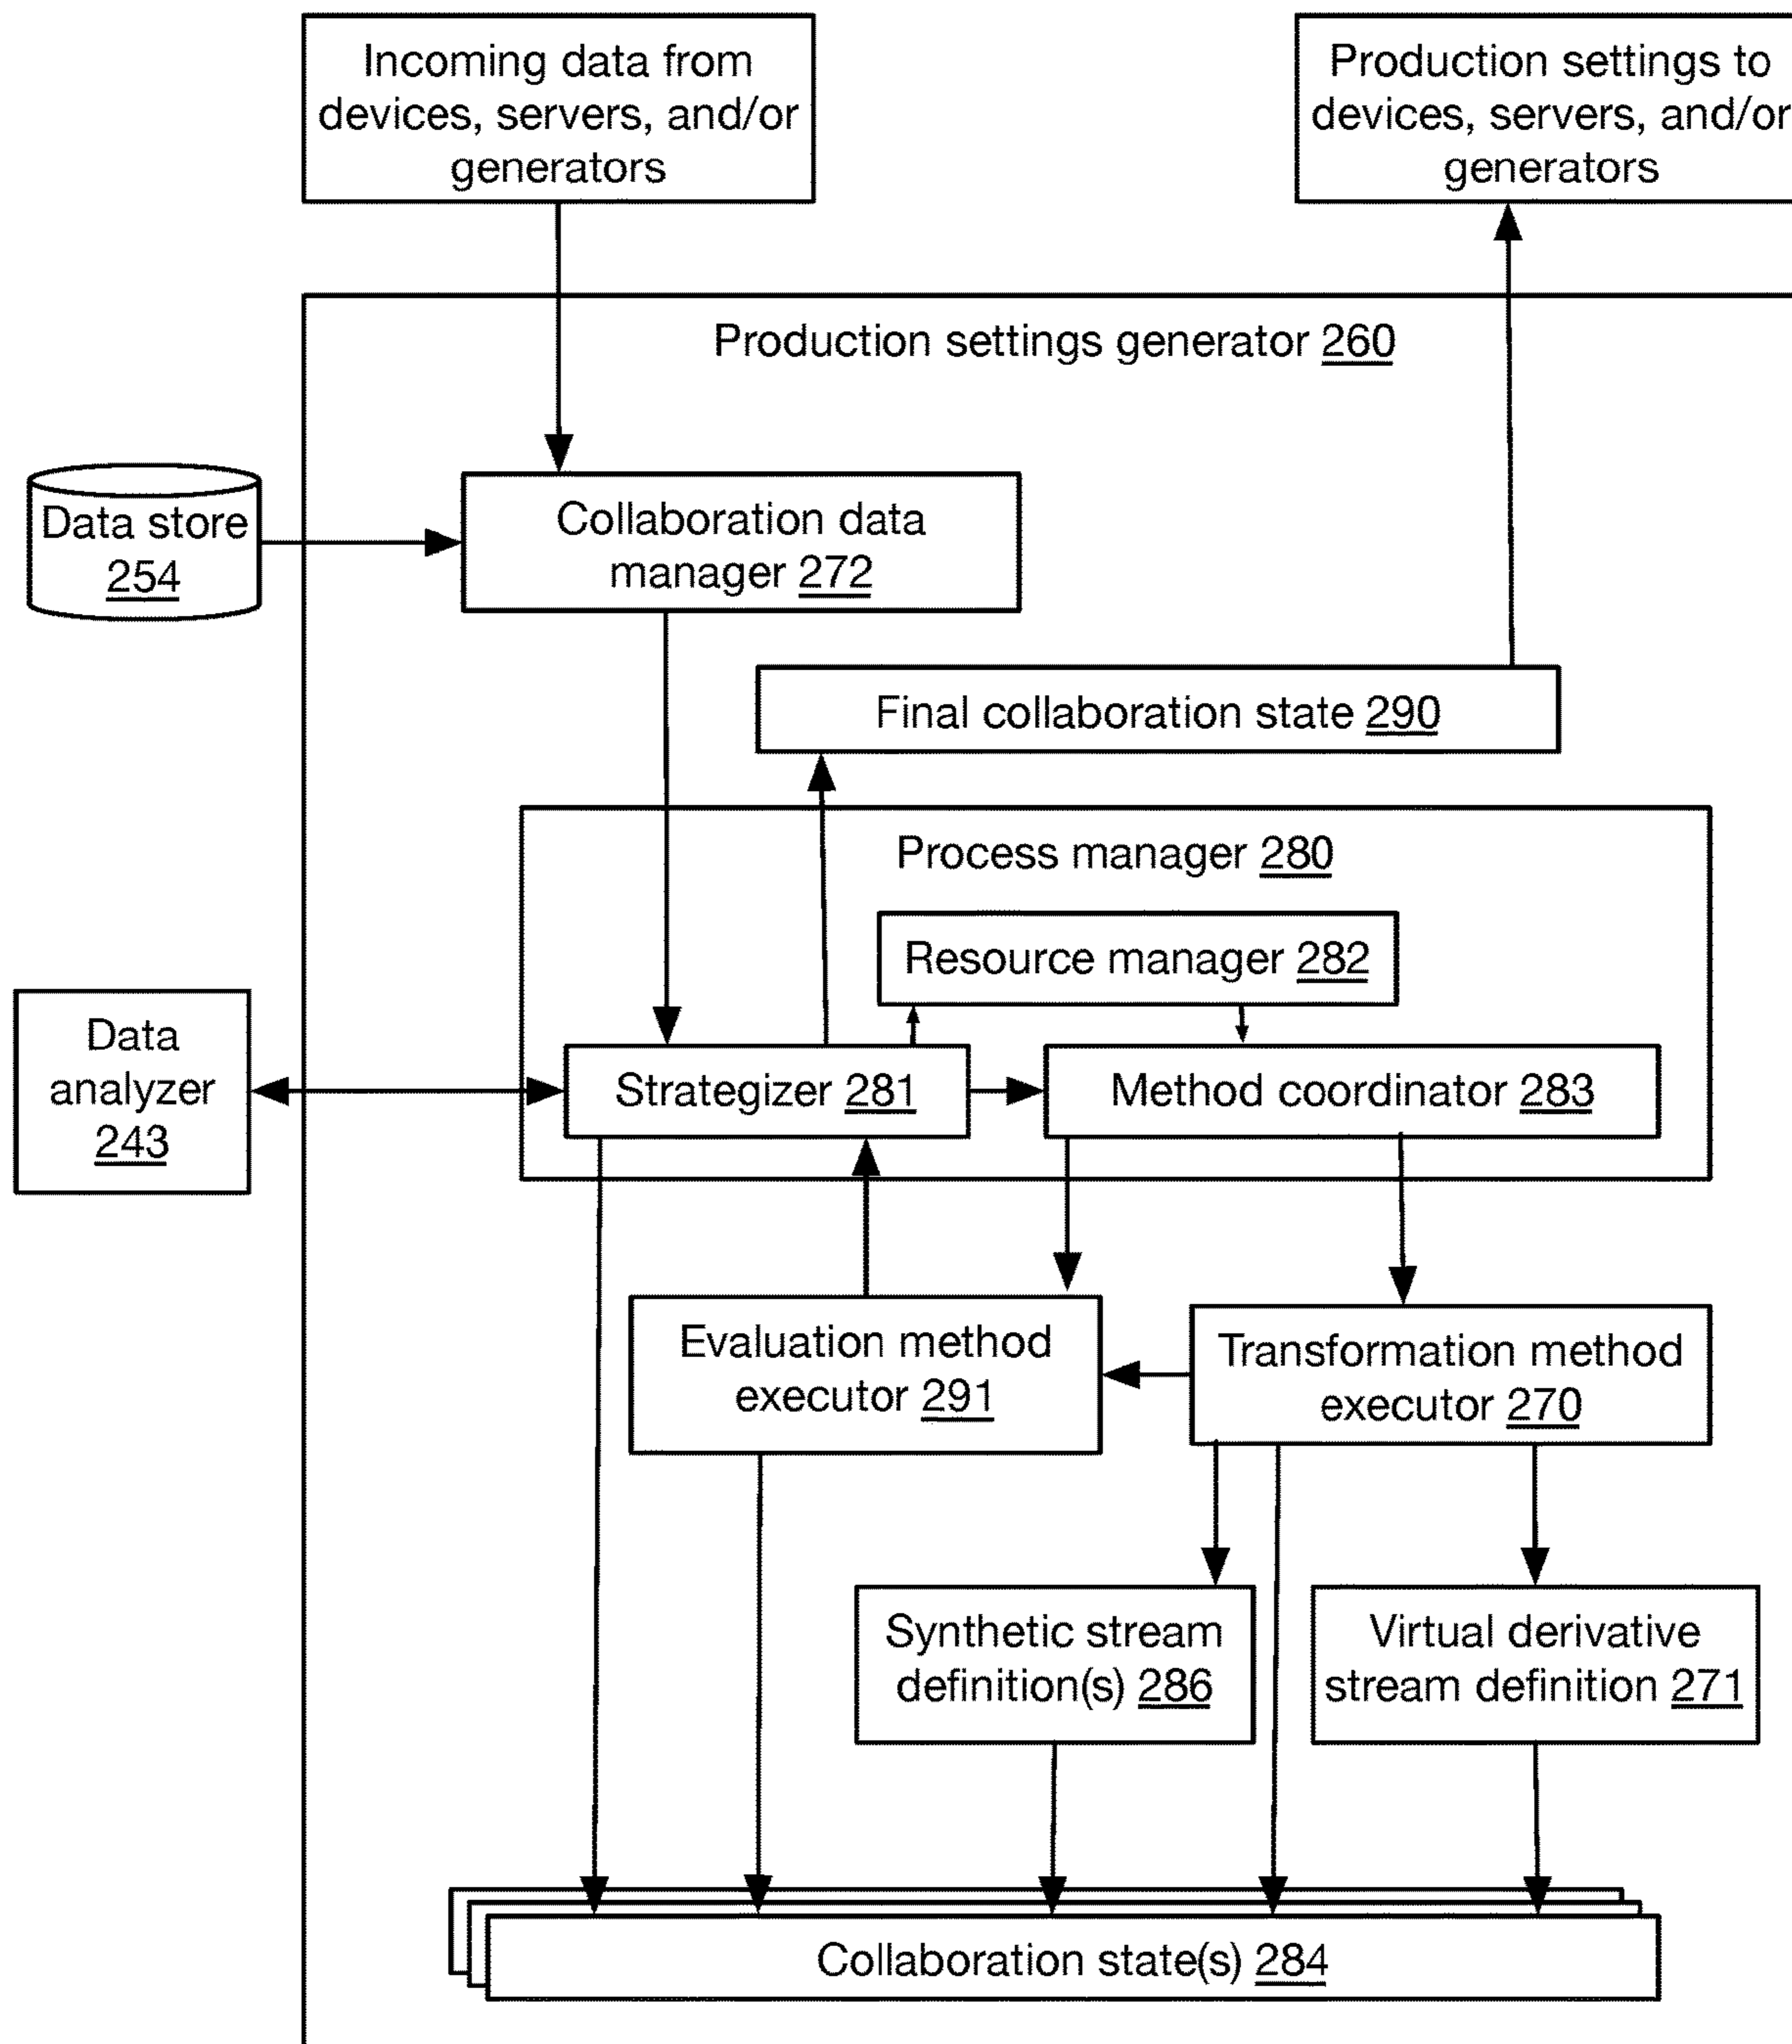 Incoming data from
devices, servers, and/or
generators
Production settings to
devices, servers, and/or
generators
Production settings generator 260
Data store
254
Collaboration data
manager 272
Final collaboration state 290
Process manager 280
Resource manager 282
Data
analyzer
243
Strategizer 281
Method coordinator 283
Evaluation method
executor 291
Transformation method
executor 270
Synthetic stream
definition(s) 286
Virtual derivative
stream definition 271
Collaboration state(s) 284